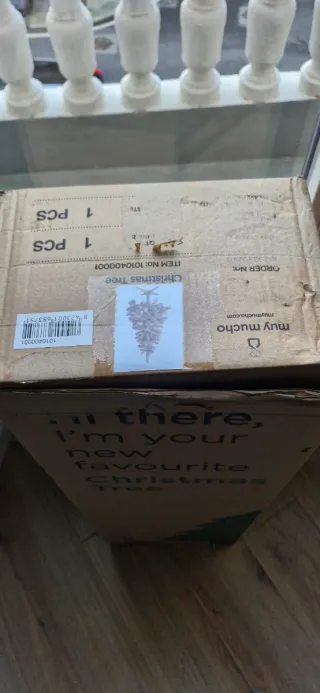 1 PCS
1 PCS
ITEM No: 1010400001
ORDER No:
Christmas Tree
muy mucho
muymucho.com
1010400001
Hi there,
I'm your
new
favourite
Christmas
Tree